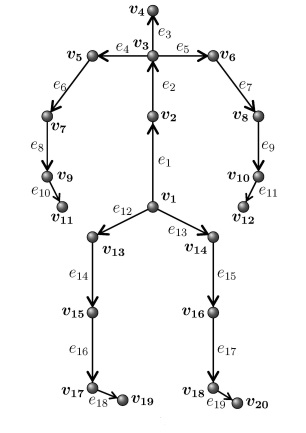 v4
e3
v5 e4 v3 e5 v6
e6 e2 e7
v7 v2 v8
e8 e1 e9
v9 v10
e10 e11
v11 v1 v12
e12 e13
v13 v14
e14 e15
v15 v16
e16 e17
v17 v18
e18 v19 e19 v20